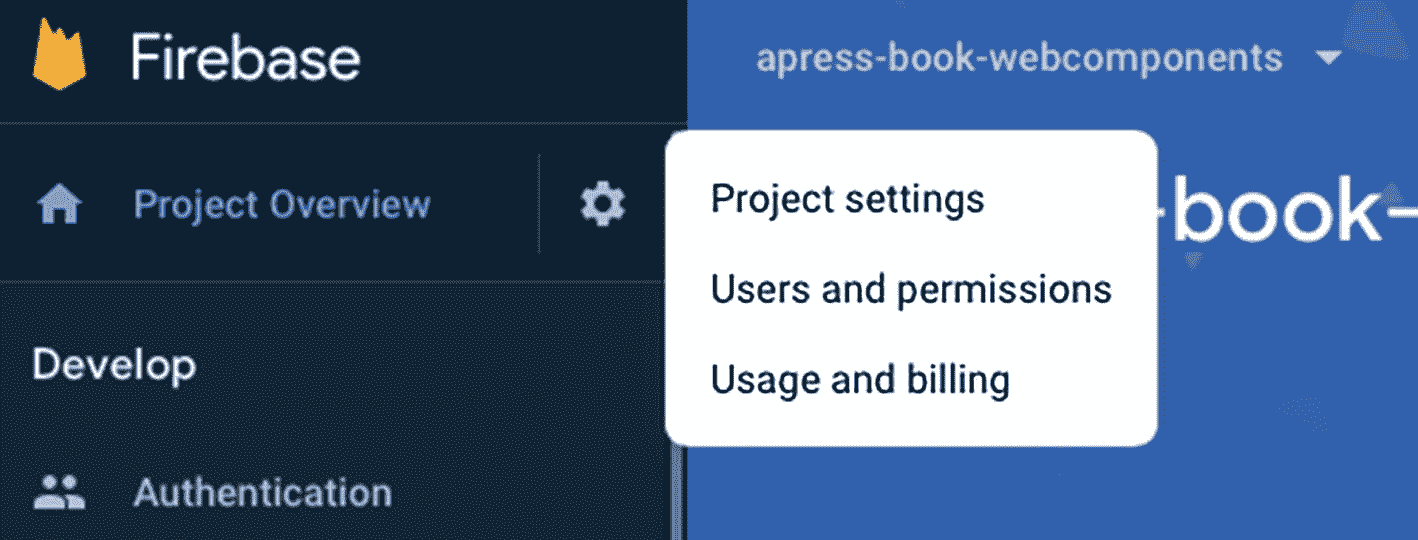 Firebase
apress-book-webcomponents
Project Overview
Project settings
Users and permissions
Usage and billing
-book-
Develop
Authentication